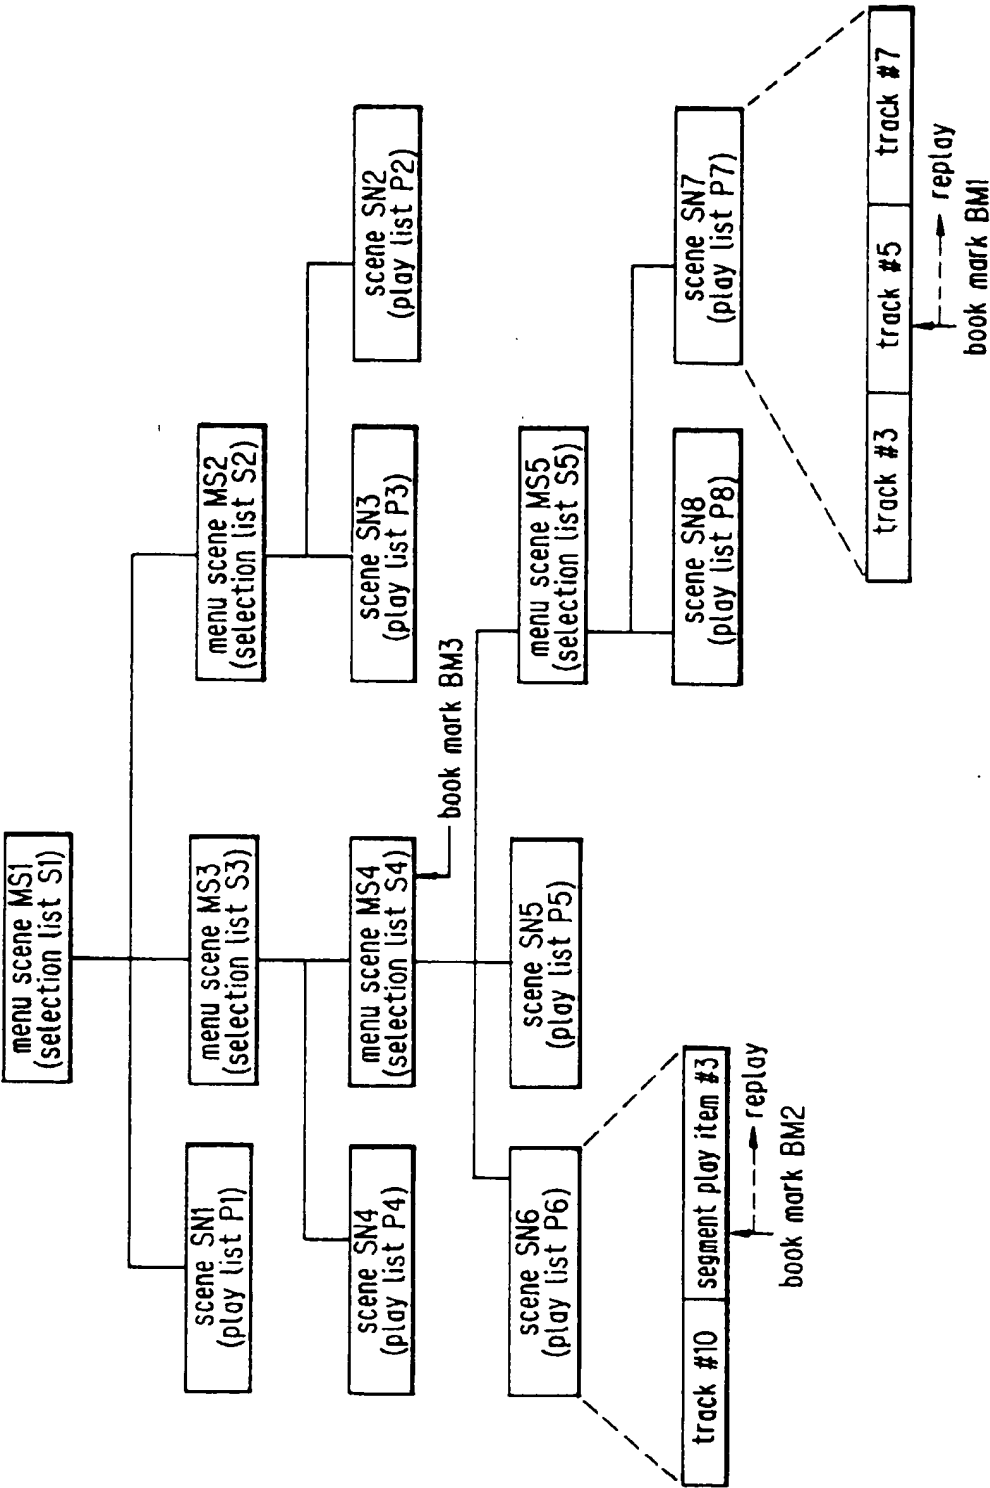 menu scene MS1
(selection list S1)
scene SN1
(play list P1)
menu scene MS3
(selection list S3)
menu scene MS2
(selection list S2)
scene SN4
(play list P4)
menu scene MS4
(selection list S4)
book mark BM3
scene SN3
(play list P3)
scene SN2
(play list P2)
scene SN6
(play list P6)
scene SN5
(play list P5)
menu scene MS5
(selection list S5)
scene SN8
(play list P8)
scene SN7
(play list P7)
track #10
segment play item #3
replay
book mark BM2
track #3
track #5
track #7
replay
book mark BM1